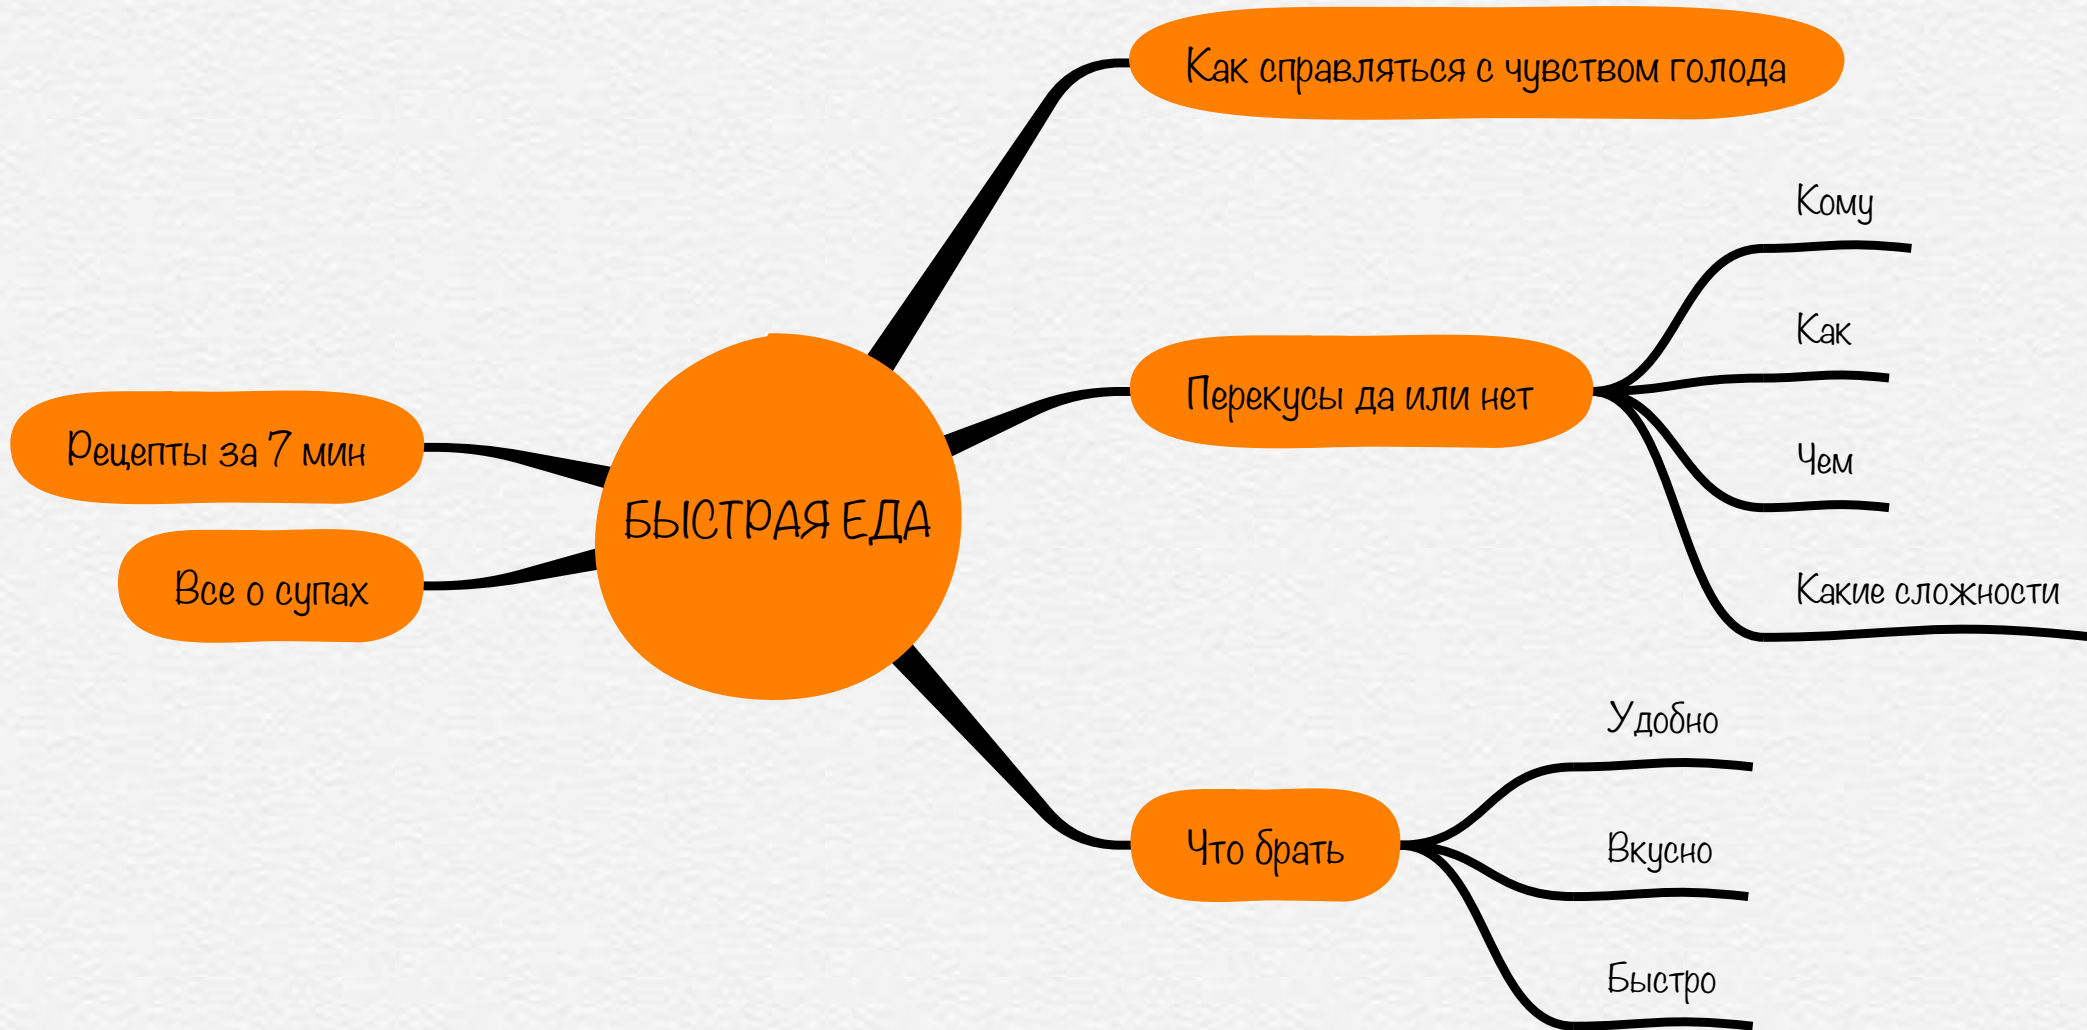 Как справляться с чувством голода
Кому
Как
Перекусы да или нет
Чем
Какие сложности
Рецепты за 7 мин
БЫСТРАЯ ЕДА
Все о супах
Удобно
Что брать
Вкусно
Быстро